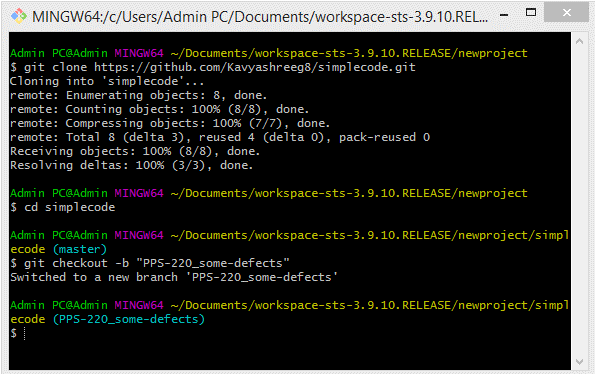 MINGW64:/c/Users/Admin PC/Documents/workspace-sts-3.9.10.REL...
Admin PC@Admin MINGW64 ~/Documents/workspace-sts-3.9.10.RELEASE/newproject
$ git clone https://github.com/Kavyashreeg8/simplecode.git
Cloning into 'simplecode'...
remote: Enumerating objects: 8, done.
remote: Counting objects: 100% (8/8), done.
remote: Compressing objects: 100% (7/7), done.
remote: Total 8 (delta 3), reused 4 (delta 0), pack-reused 0
Receiving objects: 100% (8/8), done.
Resolving deltas: 100% (3/3), done.
Admin PC@Admin MINGW64 ~/Documents/workspace-sts-3.9.10.RELEASE/newproject
$ cd simplecode
Admin PC@Admin MINGW64 ~/Documents/workspace-sts-3.9.10.RELEASE/newproject/simpl
ecode (master)
$ git checkout -b "PPS-220_some-defects"
Switched to a new branch 'PPS-220_some-defects'
Admin PC@Admin MINGW64 ~/Documents/workspace-sts-3.9.10.RELEASE/newproject/simpl
ecode (PPS-220_some-defects)
$